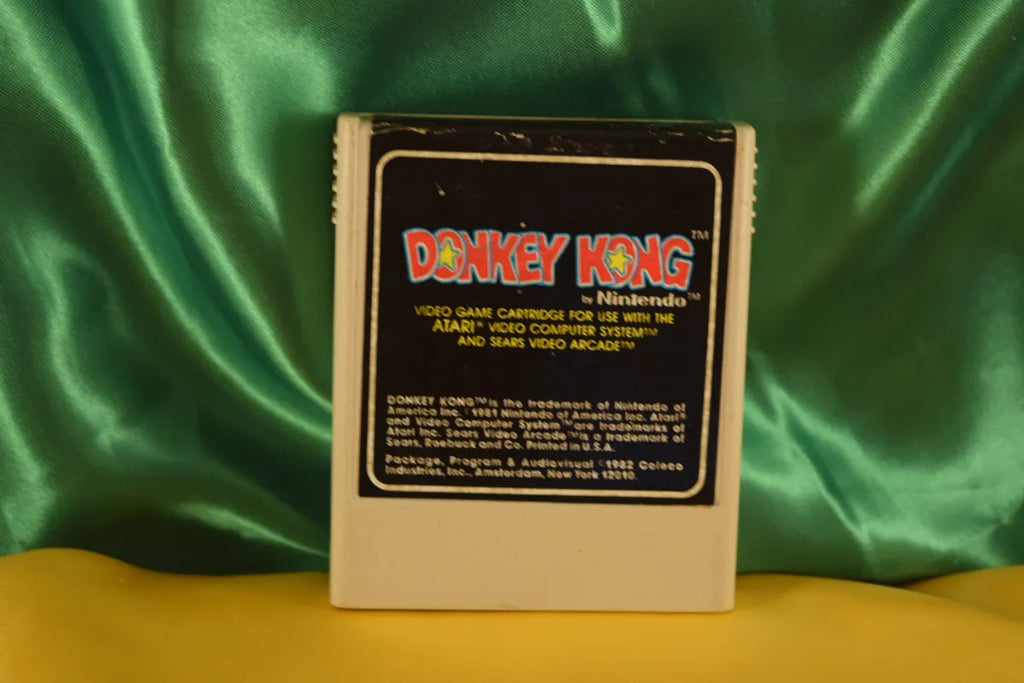 DONKEY KONG™
by Nintendo™
VIDEO GAME CARTRIDGE FOR USE WITH THE
ATARI® VIDEO COMPUTER SYSTEM™
AND SEARS VIDEO ARCADE™
DONKEY KONG™ is the trademark of Nintendo of
America Inc. ©1981 Nintendo of America Inc. Atari®
and Video Computer System™ are trademarks of
Atari Inc. Sears Video Arcade™ is a trademark of
Sears, Roebuck and Co. Printed in U.S.A.
Package, Program & Audiovisual ©1982 Coleco
Industries, Inc., Amsterdam, New York 12010.